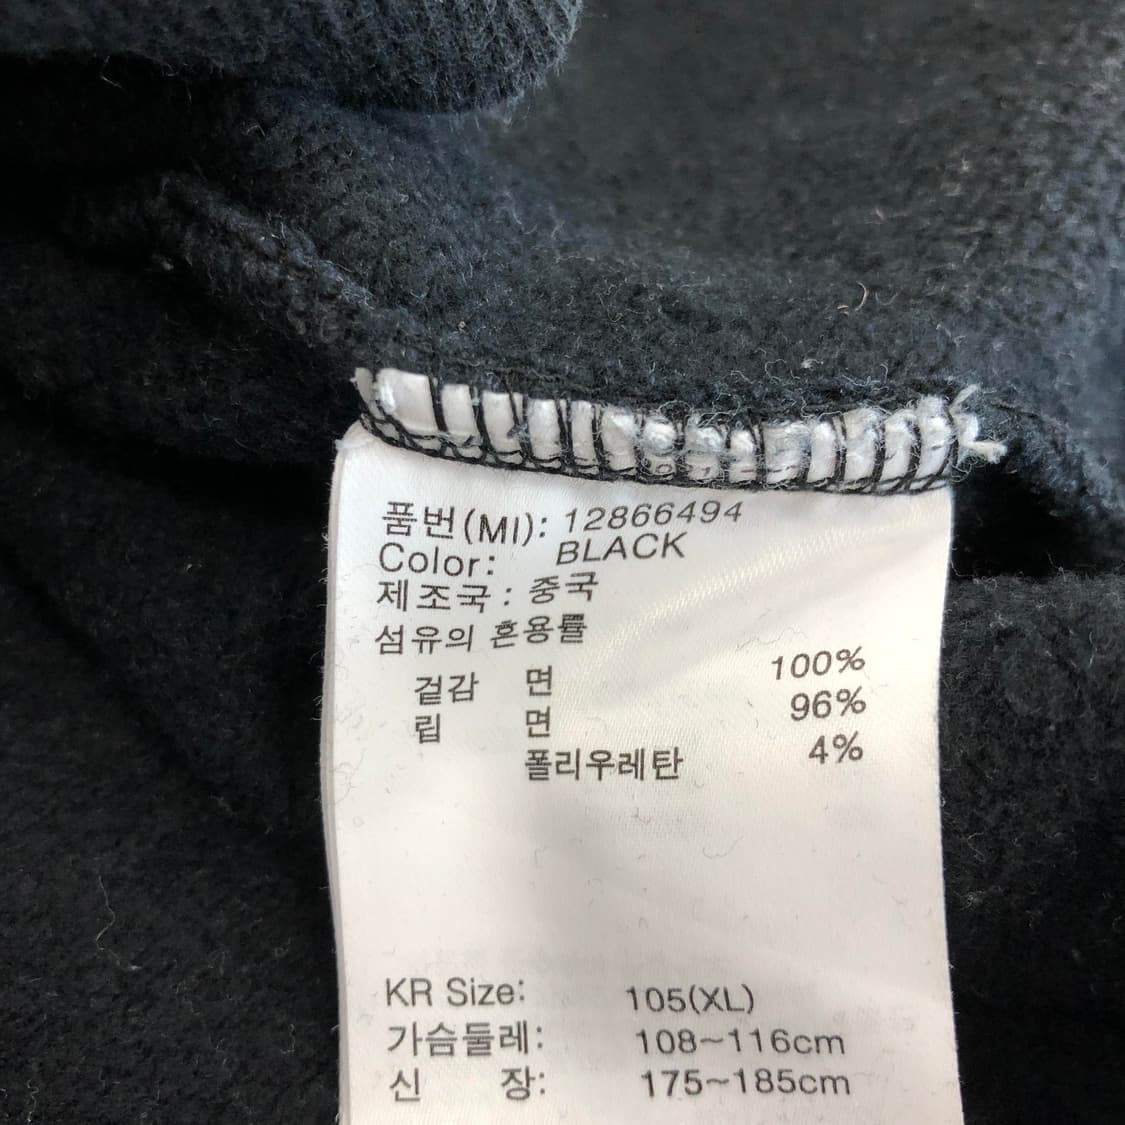 품번(MI): 12866494
Color: BLACK
제조국 : 중국
섬유의 혼용률
겉감 면 100%
립 면 96%
폴리우레탄 4%
KR Size: 105(XL)
가슴둘레: 108~116cm
신 장: 175~185cm